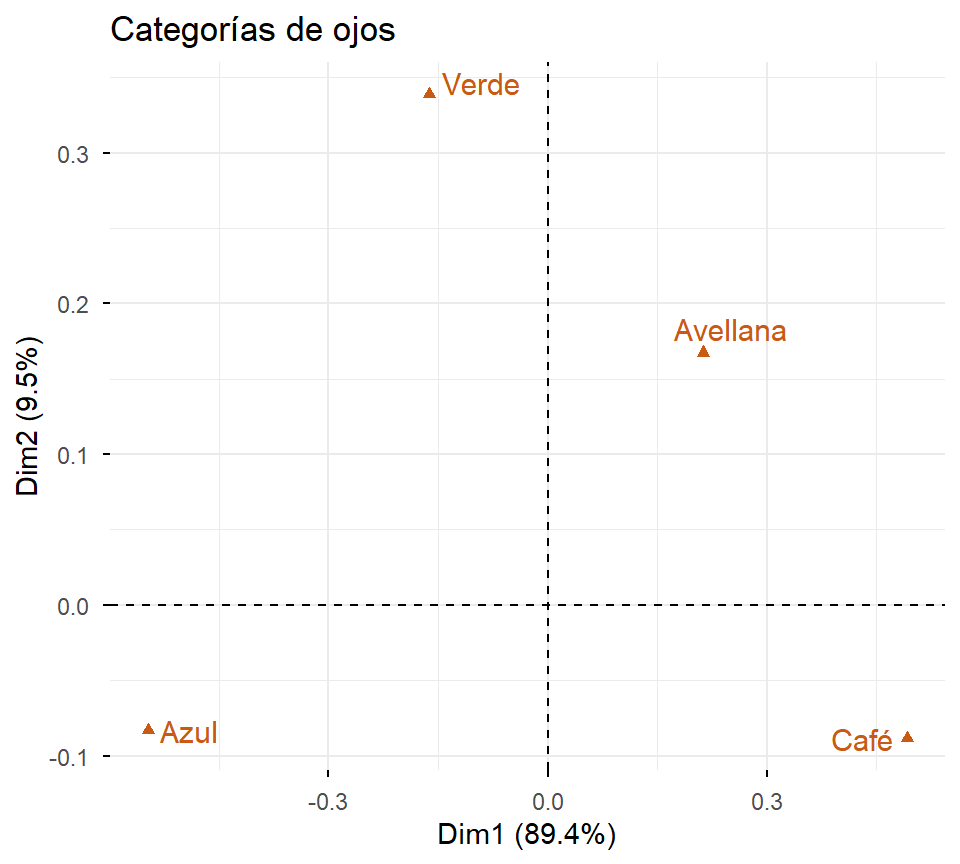 Categorías de ojos
Verde
0.3
0.2
Avellana
Dim2 (9.5%)
0.1
0.0
Azul
Café
-0.1
-0.3
0.0
0.3
Dim1 (89.4%)